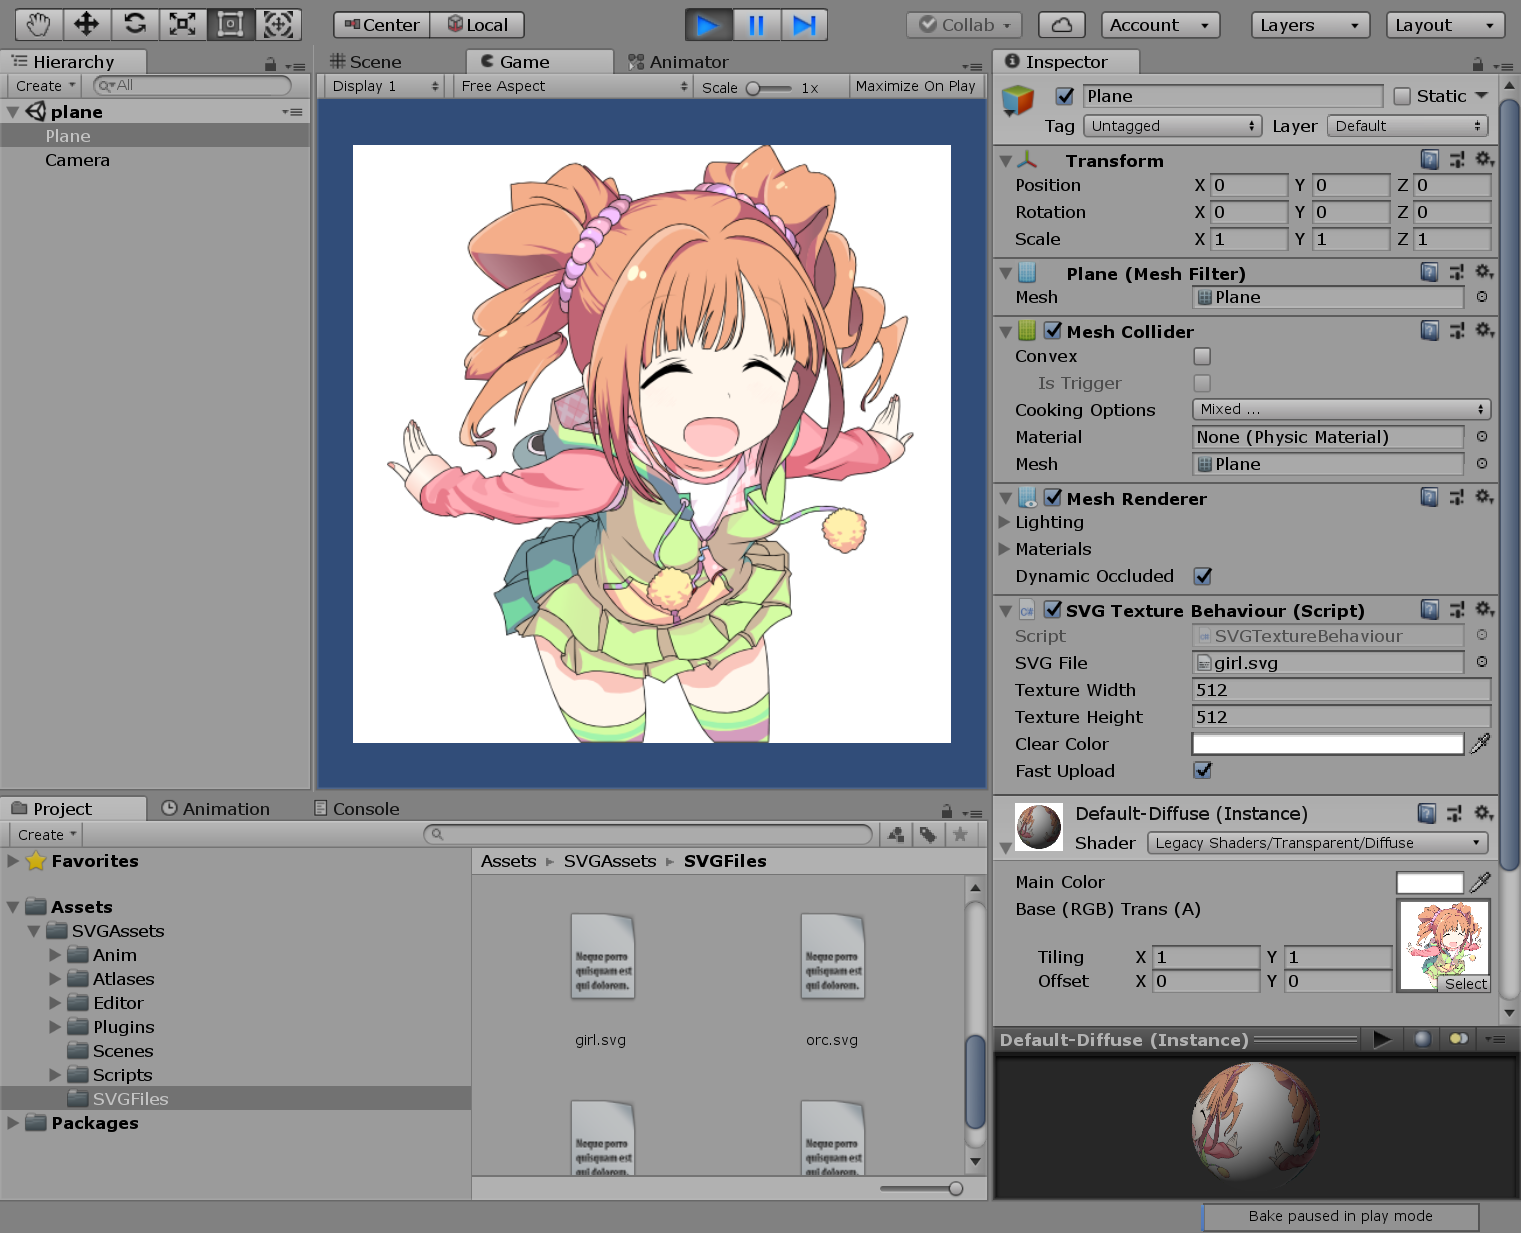 Center Local Collab Account Layers Layout
Hierarchy
Create All
plane
Plane
Camera
Scene Game Animator
Display 1 Free Aspect Scale 1x Maximize On Play
Inspector
Plane Static
Tag Untagged Layer Default
Transform
Position X 0 Y 0 Z 0
Rotation X 0 Y 0 Z 0
Scale X 1 Y 1 Z 1
Plane (Mesh Filter)
Mesh Plane
Mesh Collider
Convex
Is Trigger
Cooking Options Mixed ...
Material None (Physic Material)
Mesh Plane
Mesh Renderer
Lighting
Materials
Dynamic Occluded
SVG Texture Behaviour (Script)
Script SVGTextureBehaviour
SVG File girl.svg
Texture Width 512
Texture Height 512
Clear Color
Fast Upload
Default-Diffuse (Instance)
Shader Legacy Shaders/Transparent/Diffuse
Main Color
Base (RGB) Trans (A)
Tiling X 1 Y 1
Offset X 0 Y 0
Select
Default-Diffuse (Instance)
Project Animation Console
Create
Favorites
Assets
SVGAssets
Anim
Atlases
Editor
Plugins
Scenes
Scripts
SVGFiles
Packages
Assets SVGAssets SVGFiles
Neque porro
quisquam est
qui dolorem.
Neque porro
quisquam est
qui dolorem.
girl.svg orc.svg
Neque porro
quisquam est
qui dolorem.
Neque porro
quisquam est
qui dolorem.
Bake paused in play mode